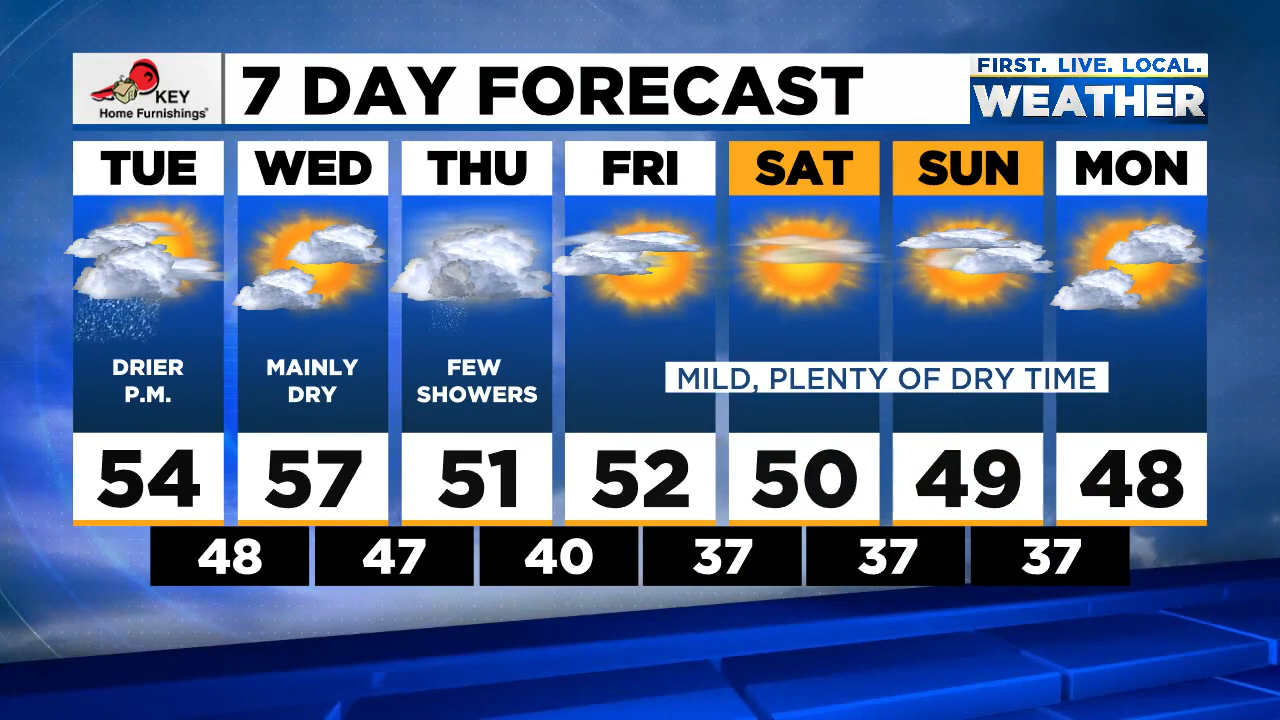 KEY
Home Furnishings®
7 DAY FORECAST
FIRST. LIVE. LOCAL.
WEATHER
TUE WED THU FRI SAT SUN MON
DRIER
P.M.
MAINLY
DRY
FEW
SHOWERS
MILD, PLENTY OF DRY TIME
54 57 51 52 50 49 48
48 47 40 37 37 37